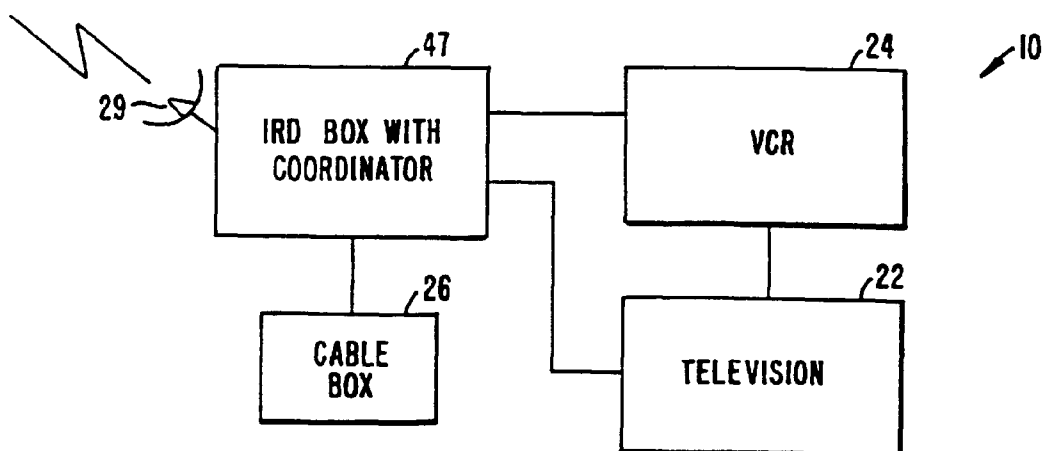 47
24
10
29
IRD BOX WITH
COORDINATOR
VCR
26
22
CABLE
BOX
TELEVISION